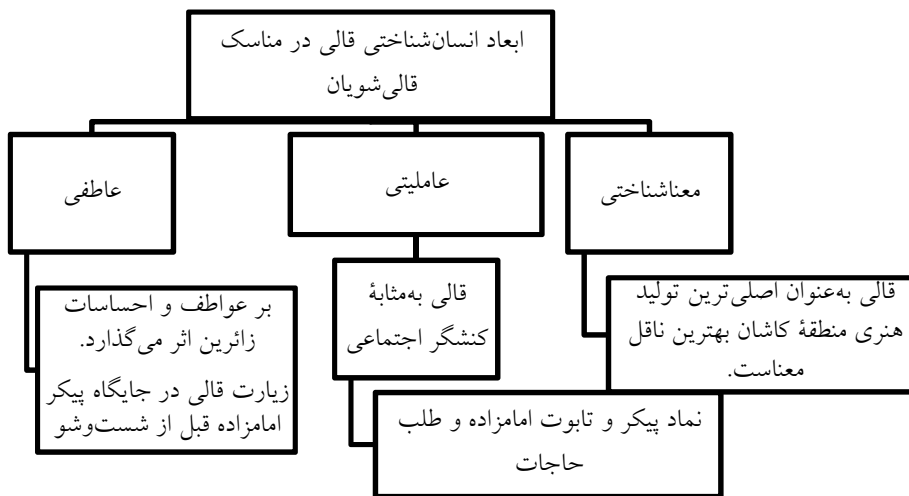 ابعاد انسان‌شناختی قالی در مناسک
قالی‌شویان
معناشناختی
عاملیتی
عاطفی
قالی به‌عنوان اصلی‌ترین تولید
هنری منطقۀ کاشان بهترین ناقل
معناست.
قالی به‌مثابۀ
کنشگر اجتماعی
نماد پیکر و تابوت امامزاده و طلب
حاجات
بر عواطف و احساسات
زائرین اثر می‌گذارد.
زیارت قالی در جایگاه پیکر
امامزاده قبل از شست‌وشو